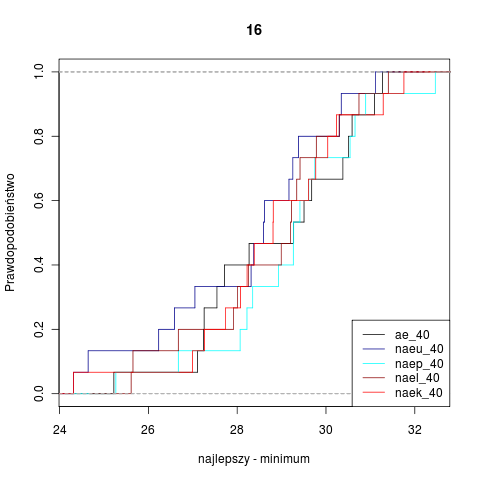 16
Prawdopodobieństwo
1.0
0.8
0.6
0.4
0.2
0.0
24 26 28 30 32
najlepszy - minimum
ae_40
naeu_40
naep_40
nael_40
naek_40